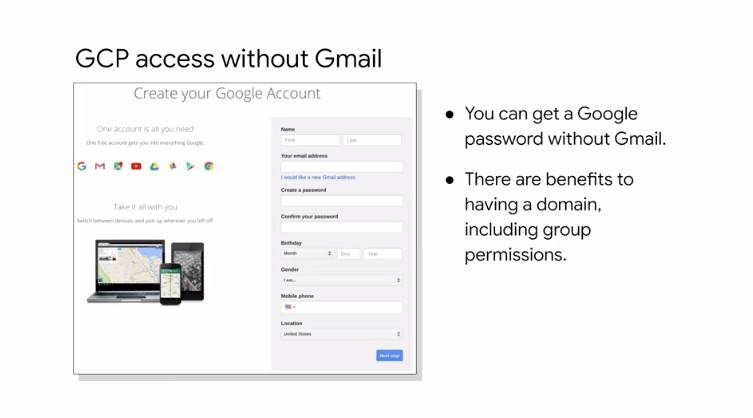 GCP access without Gmail
Create your Google Account
One account is all you need
One free account gets you into everything Google.
Take it all with you
Switch between devices, and pick up wherever you left off.
Name
First Last
Your email address
I would like a new Gmail address
Create a password
Confirm your password
Birthday
Month Day Year
Gender
I am...
Mobile phone
Location
United States
Next step
● You can get a Google
password without Gmail.
● There are benefits to
having a domain,
including group
permissions.